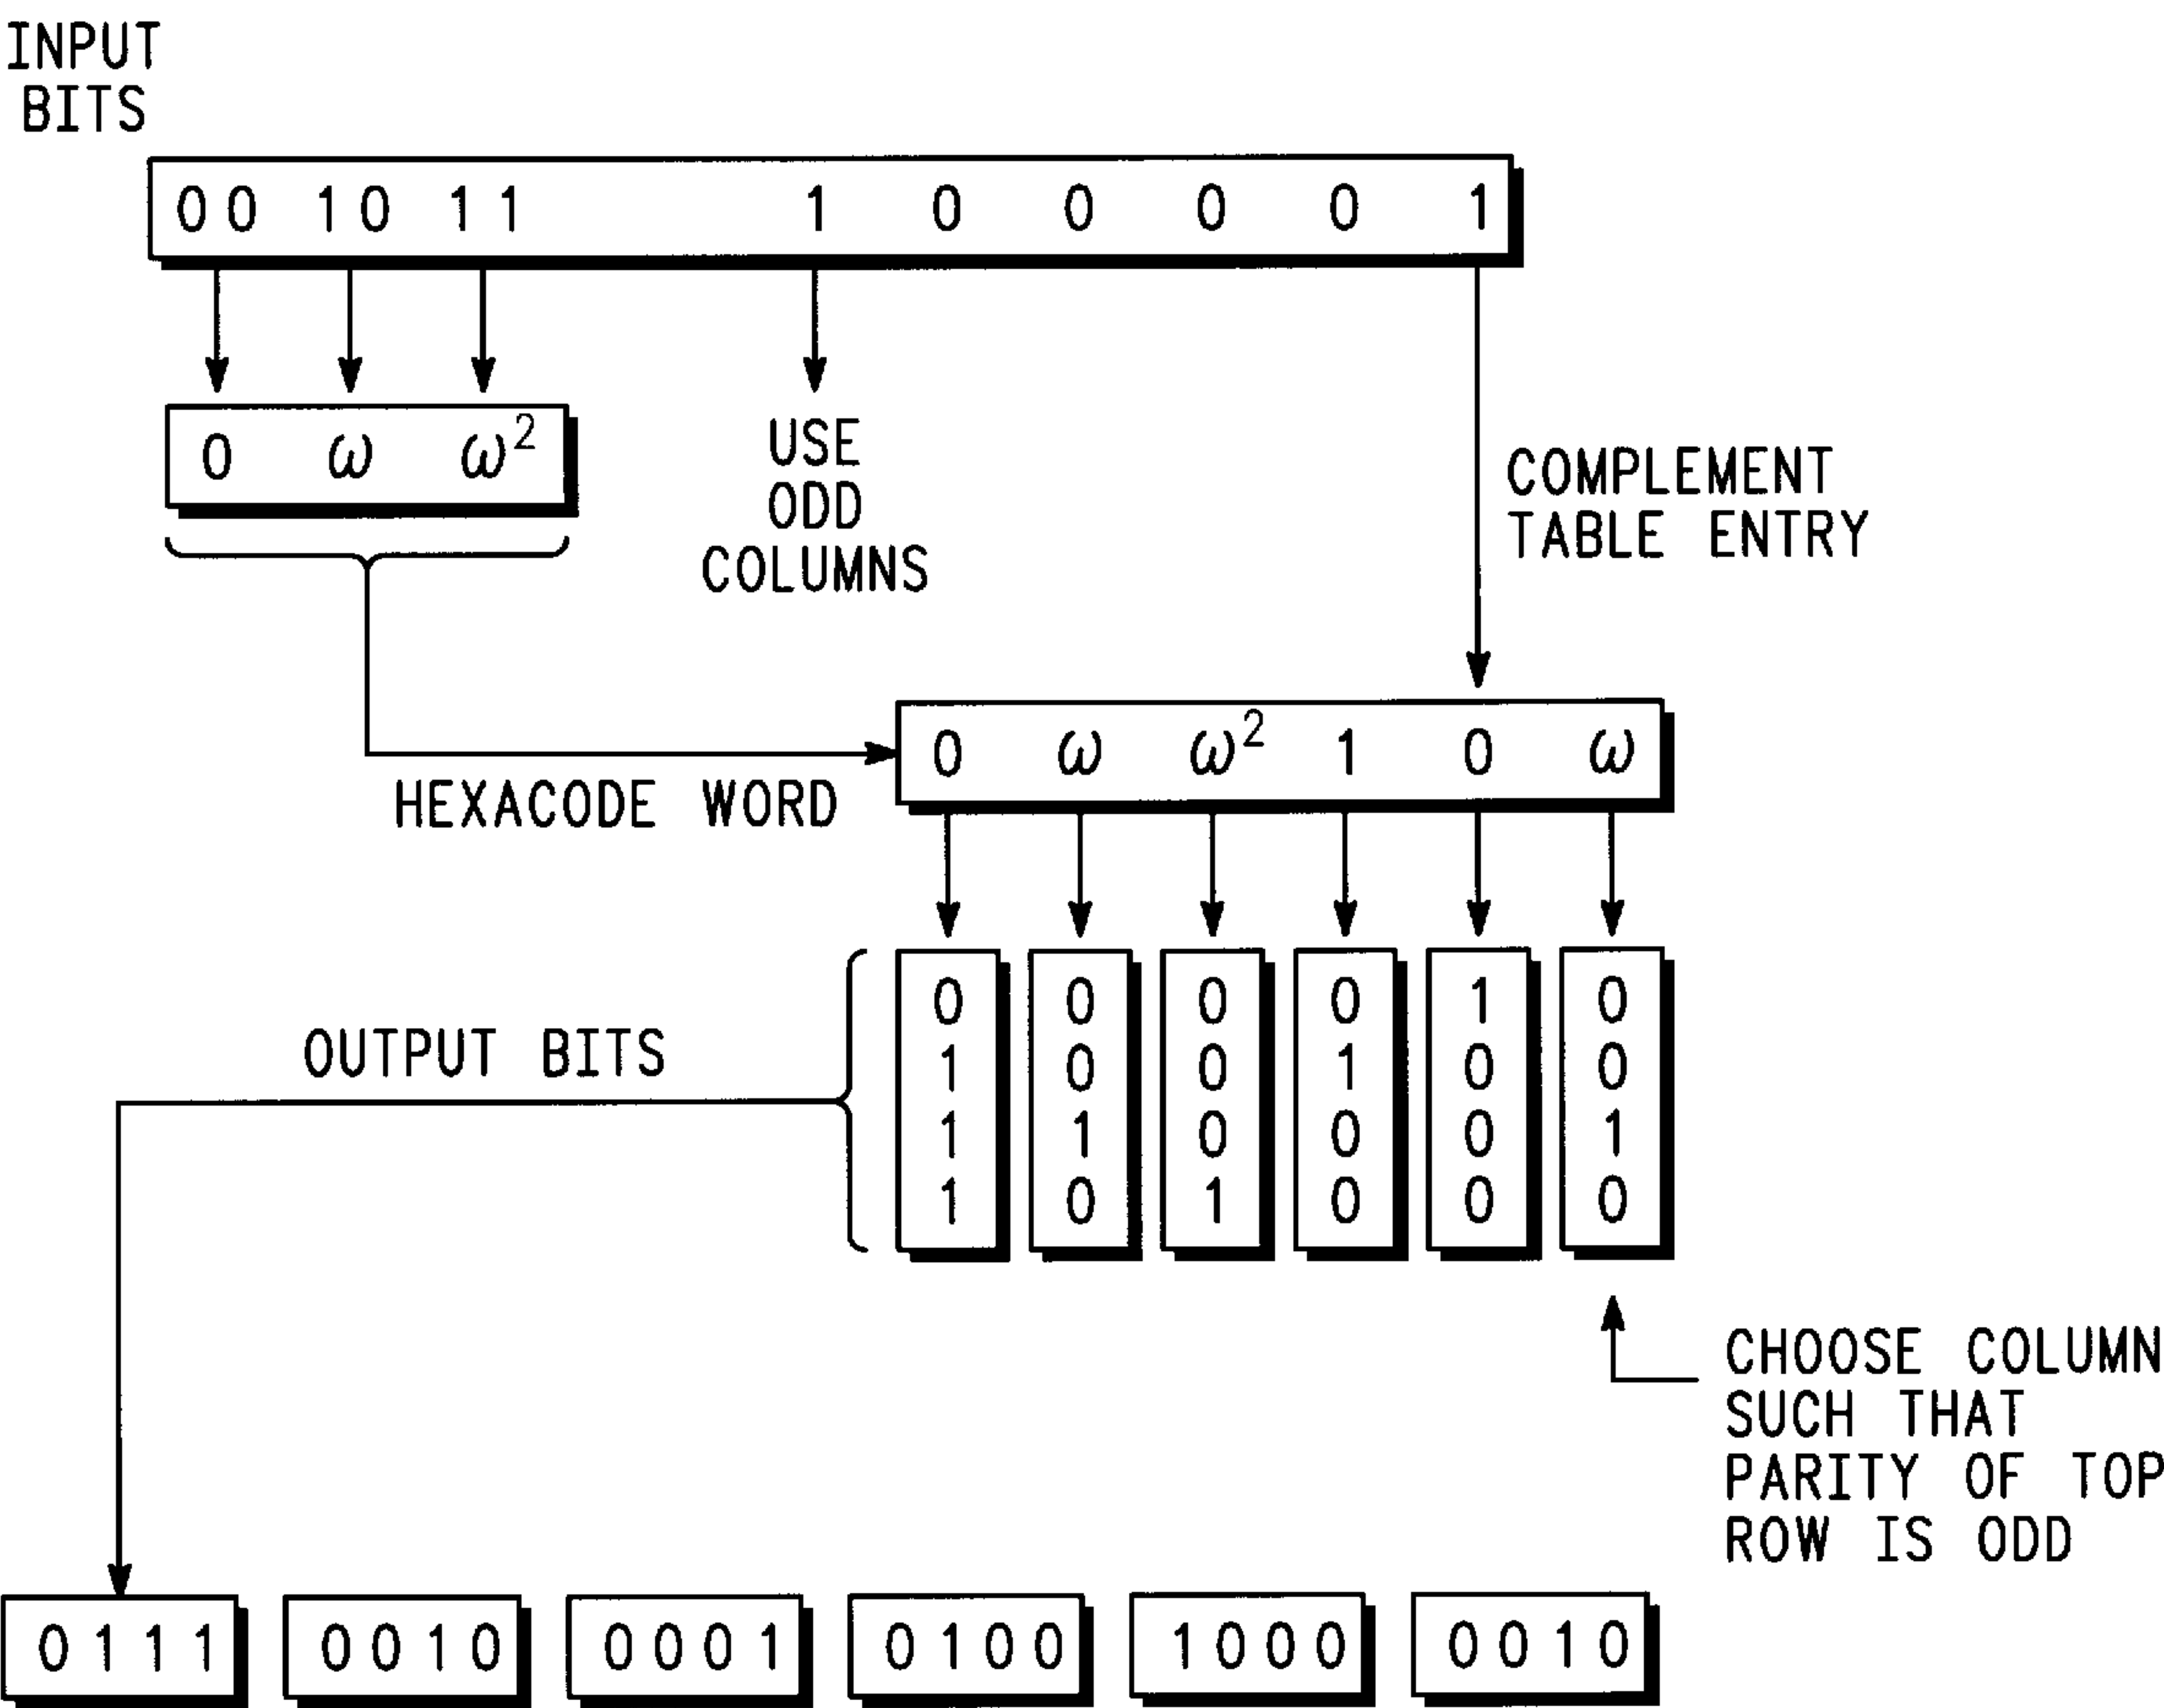 INPUT
BITS
00 10 11 1 0 0 0 0 1
0 ω ω²
USE
ODD
COLUMNS
COMPLEMENT
TABLE ENTRY
0 ω ω² 1 0 ω
HEXACODE WORD
0 0 0 0 1 0
1 0 0 1 0 0
1 1 0 0 0 1
1 0 1 0 0 0
OUTPUT BITS
CHOOSE COLUMN
SUCH THAT
PARITY OF TOP
ROW IS ODD
0111 0010 0001 0100 1000 0010